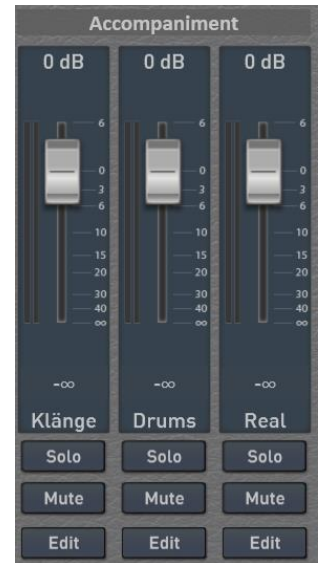 Accompaniment
0 dB 0 dB 0 dB
6 6 6
0 0 0
3 3 3
6 6 6
10 10 10
15 15 15
20 20 20
30 30 30
40 40 40
∞ ∞ ∞
-∞ -∞ -∞
Klänge Drums Real
Solo Solo Solo
Mute Mute Mute
Edit Edit Edit